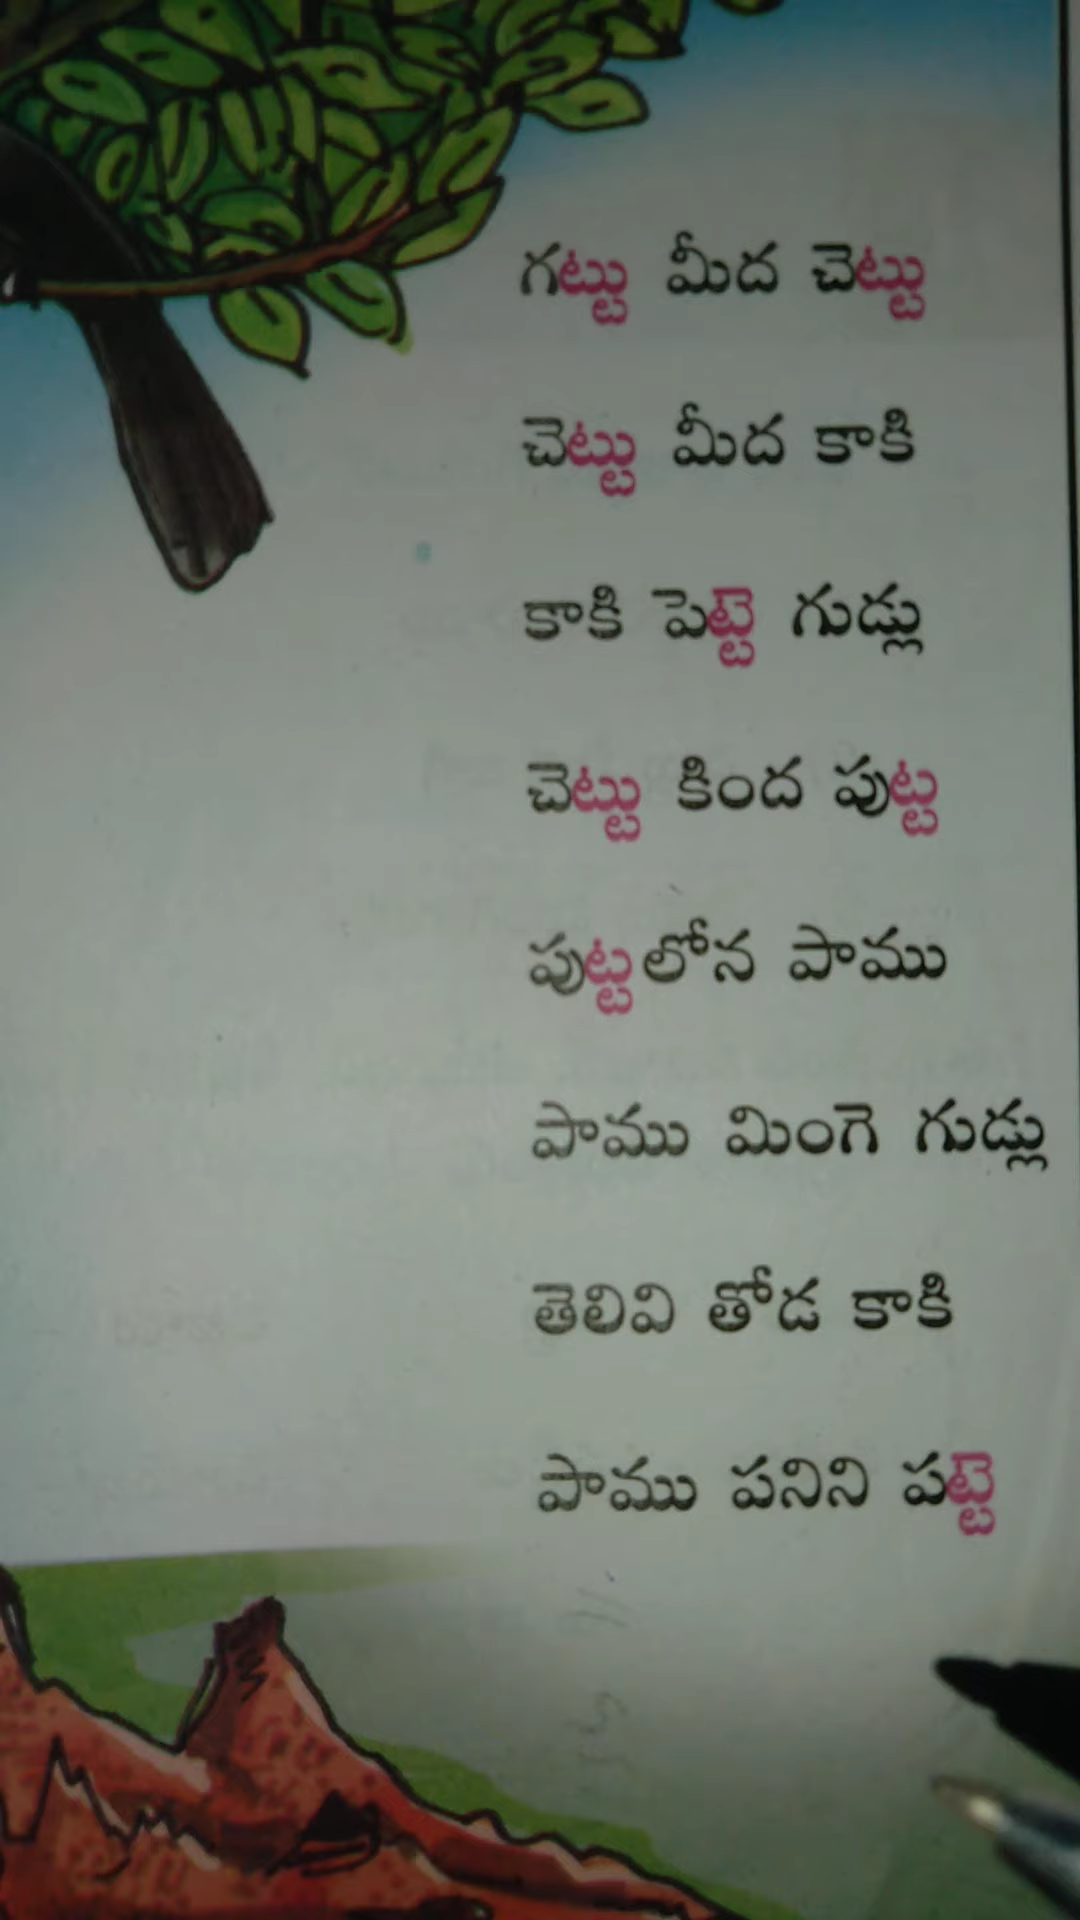 గట్టు మీద చెట్టు
చెట్టు మీద కాకి
కాకి పెట్టె గుడ్లు
చెట్టు కింద పుట్ట
పుట్టలోన పాము
పాము మింగె గుడ్లు
తెలివి తోడ కాకి
పాము పనిని పట్టె